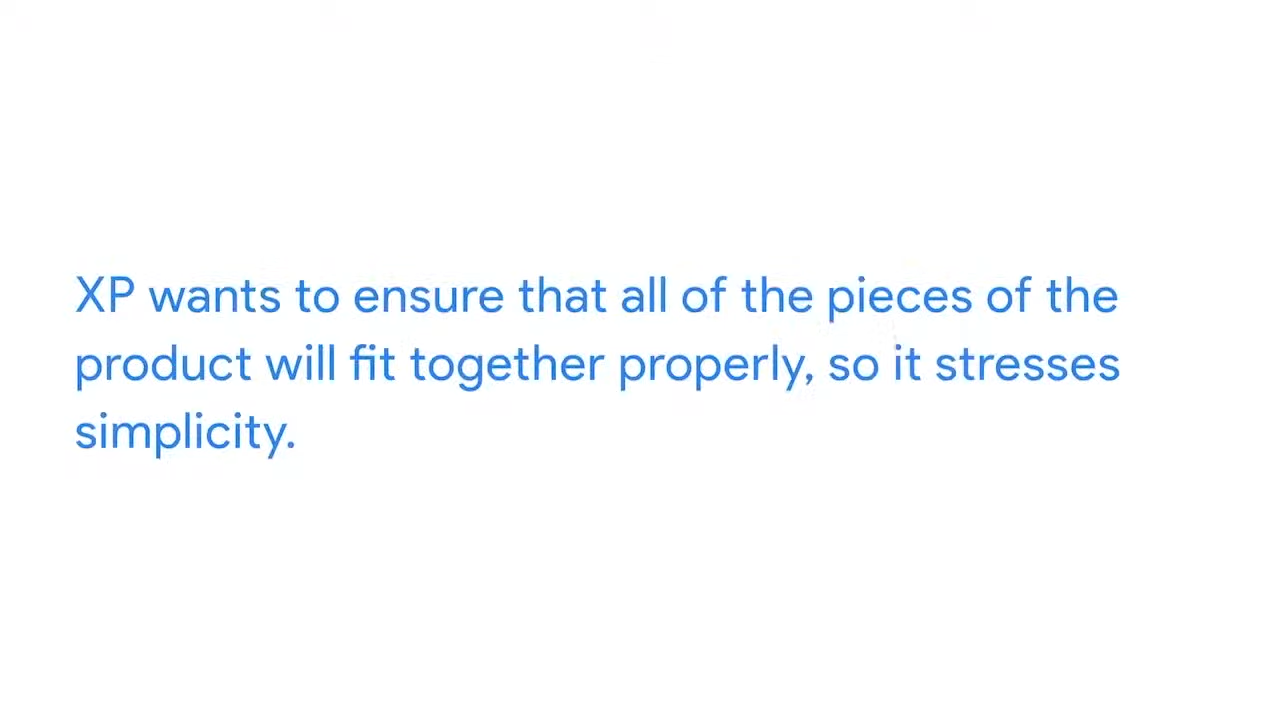 XP wants to ensure that all of the pieces of the
product will fit together properly, so it stresses
simplicity.